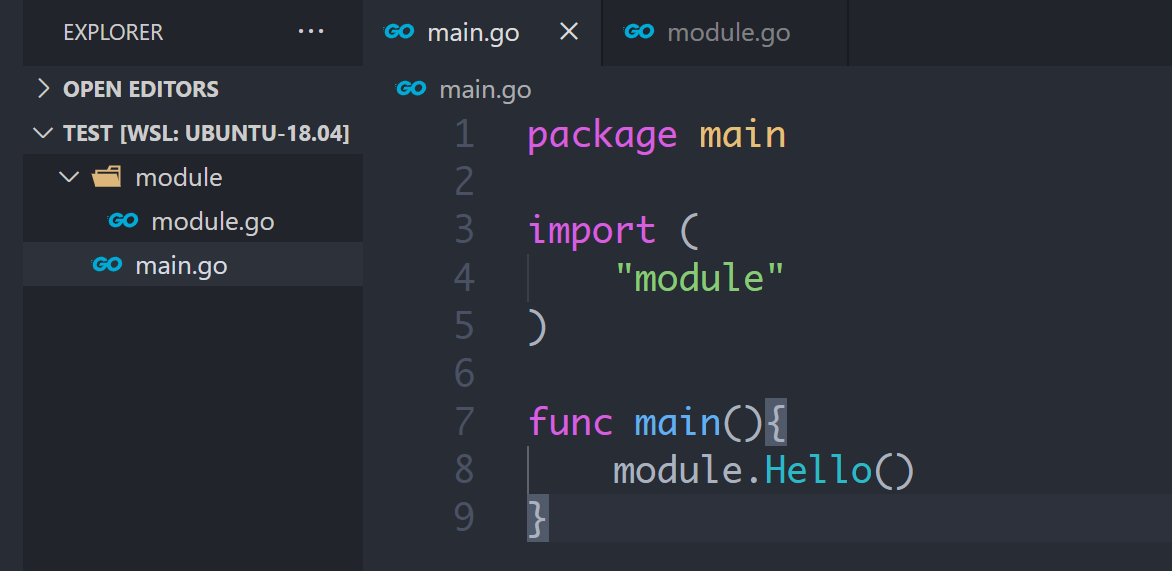 EXPLORER ...
OPEN EDITORS
TEST [WSL: UBUNTU-18.04]
module
GO module.go
GO main.go
GO main.go
GO module.go
GO main.go
1 package main
2
3 import (
4 "module"
5 )
6
7 func main(){
8 module.Hello()
9 }